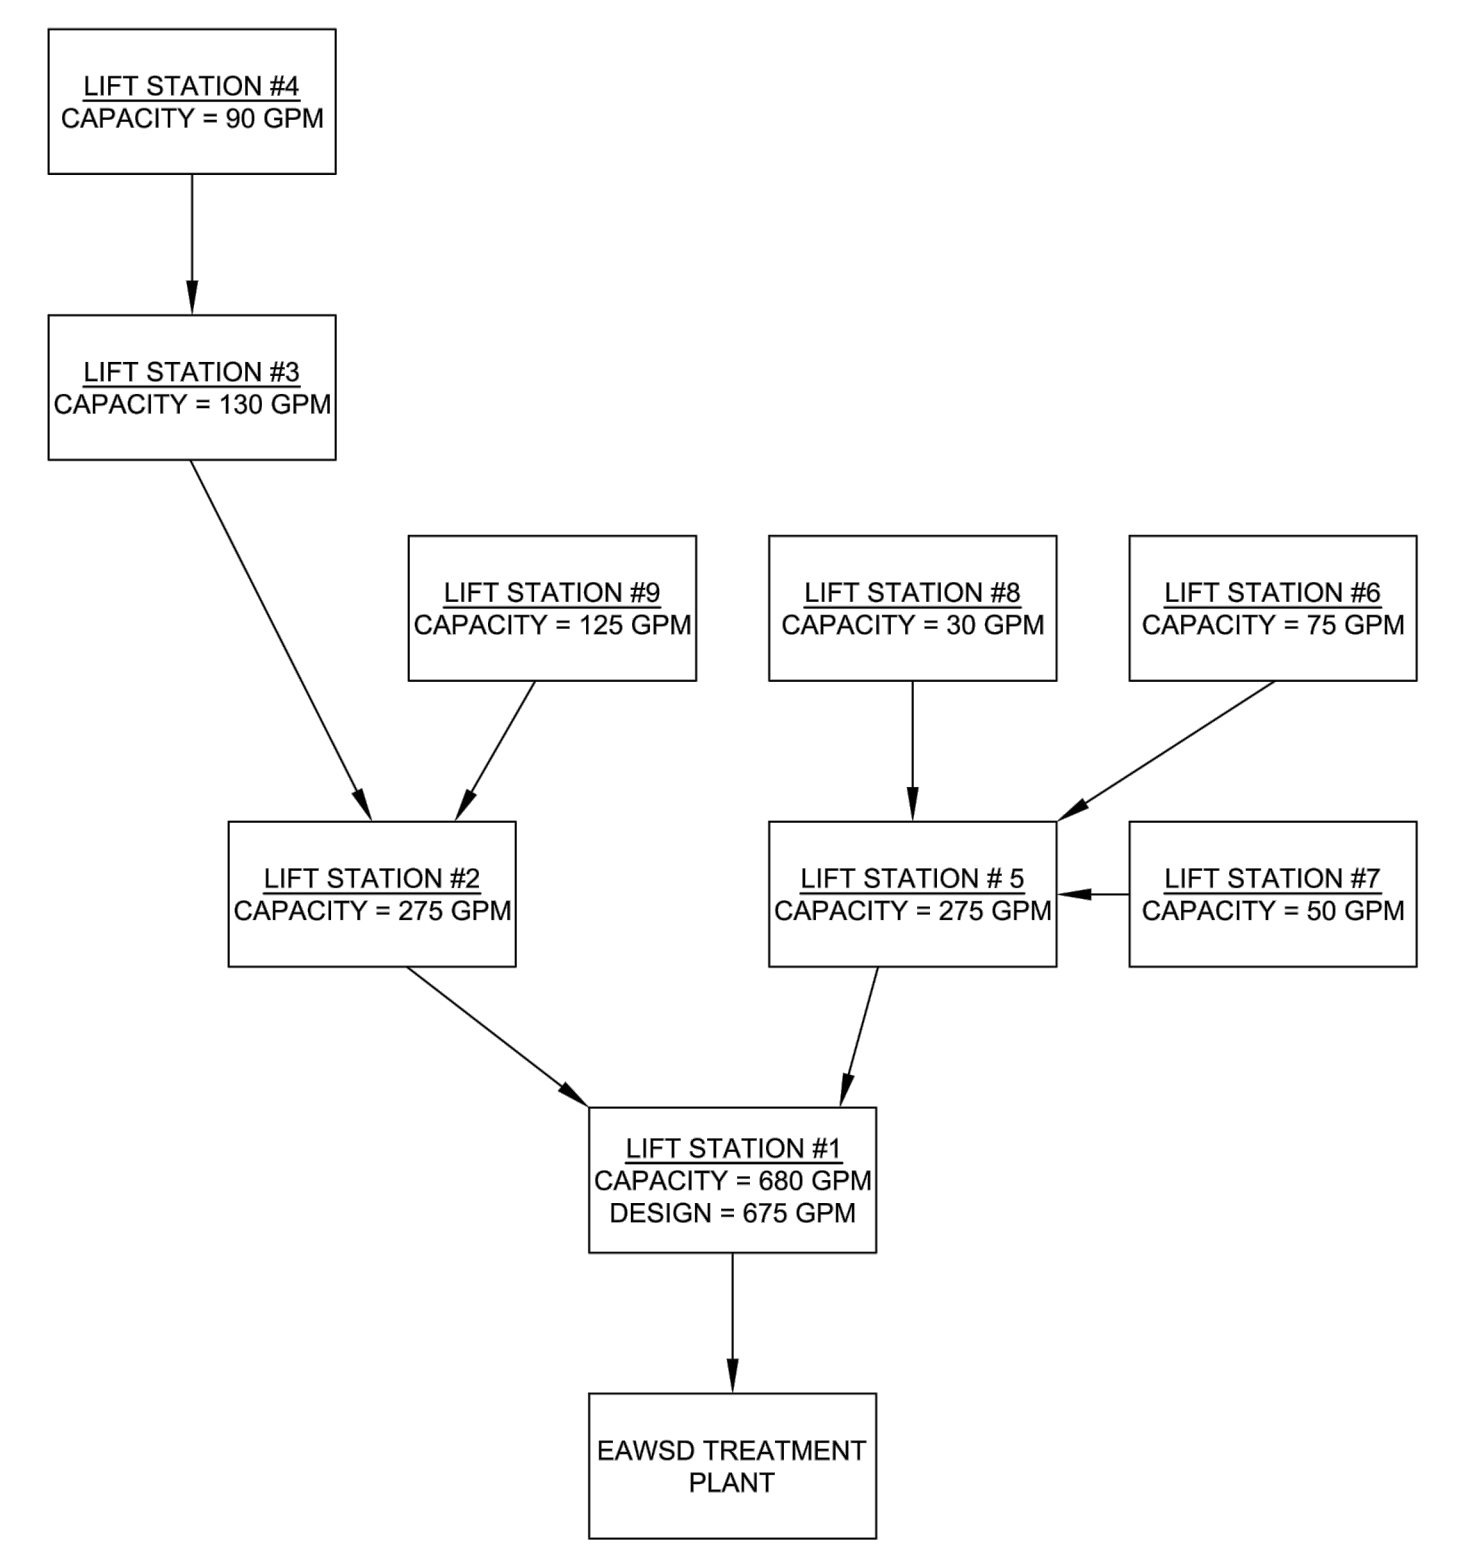 LIFT STATION #4
CAPACITY = 90 GPM
LIFT STATION #3
CAPACITY = 130 GPM
LIFT STATION #9
CAPACITY = 125 GPM
LIFT STATION #8
CAPACITY = 30 GPM
LIFT STATION #6
CAPACITY = 75 GPM
LIFT STATION #2
CAPACITY = 275 GPM
LIFT STATION # 5
CAPACITY = 275 GPM
LIFT STATION #7
CAPACITY = 50 GPM
LIFT STATION #1
CAPACITY = 680 GPM
DESIGN = 675 GPM
EAWSD TREATMENT
PLANT